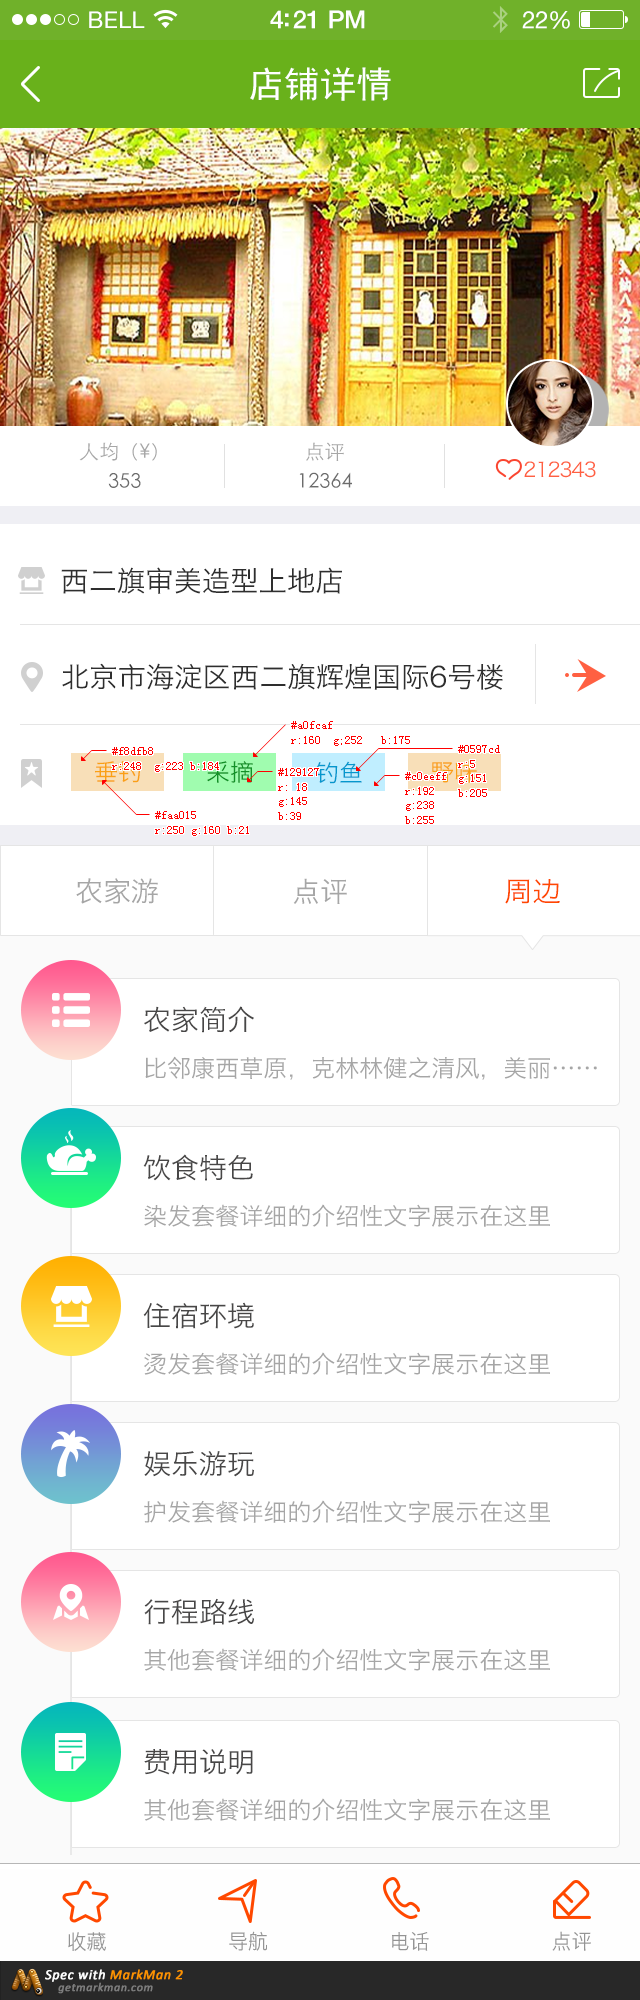 BELL 4:21 PM 22%
店铺详情
人均（¥） 点评
353 12364 212343
西二旗审美造型上地店
北京市海淀区西二旗辉煌国际6号楼
#a0fcaf
r:160 g;252 b:175
#f8dfb8
r:248 g:223 b:184
#0597cd
r:5
g:151
b:205
垂钓 采摘 钓鱼
#129127
r: 18
g:145
b:39
#c0eeff
r:192
g:238
b:255
#faa015
r:250 g:160 b:21
农家游 点评 周边
农家简介
比邻康西草原，克林林健之清风，美丽……
饮食特色
染发套餐详细的介绍性文字展示在这里
住宿环境
烫发套餐详细的介绍性文字展示在这里
娱乐游玩
护发套餐详细的介绍性文字展示在这里
行程路线
其他套餐详细的介绍性文字展示在这里
费用说明
其他套餐详细的介绍性文字展示在这里
收藏 导航 电话 点评
Spec with MarkMan 2
getmarkman.com